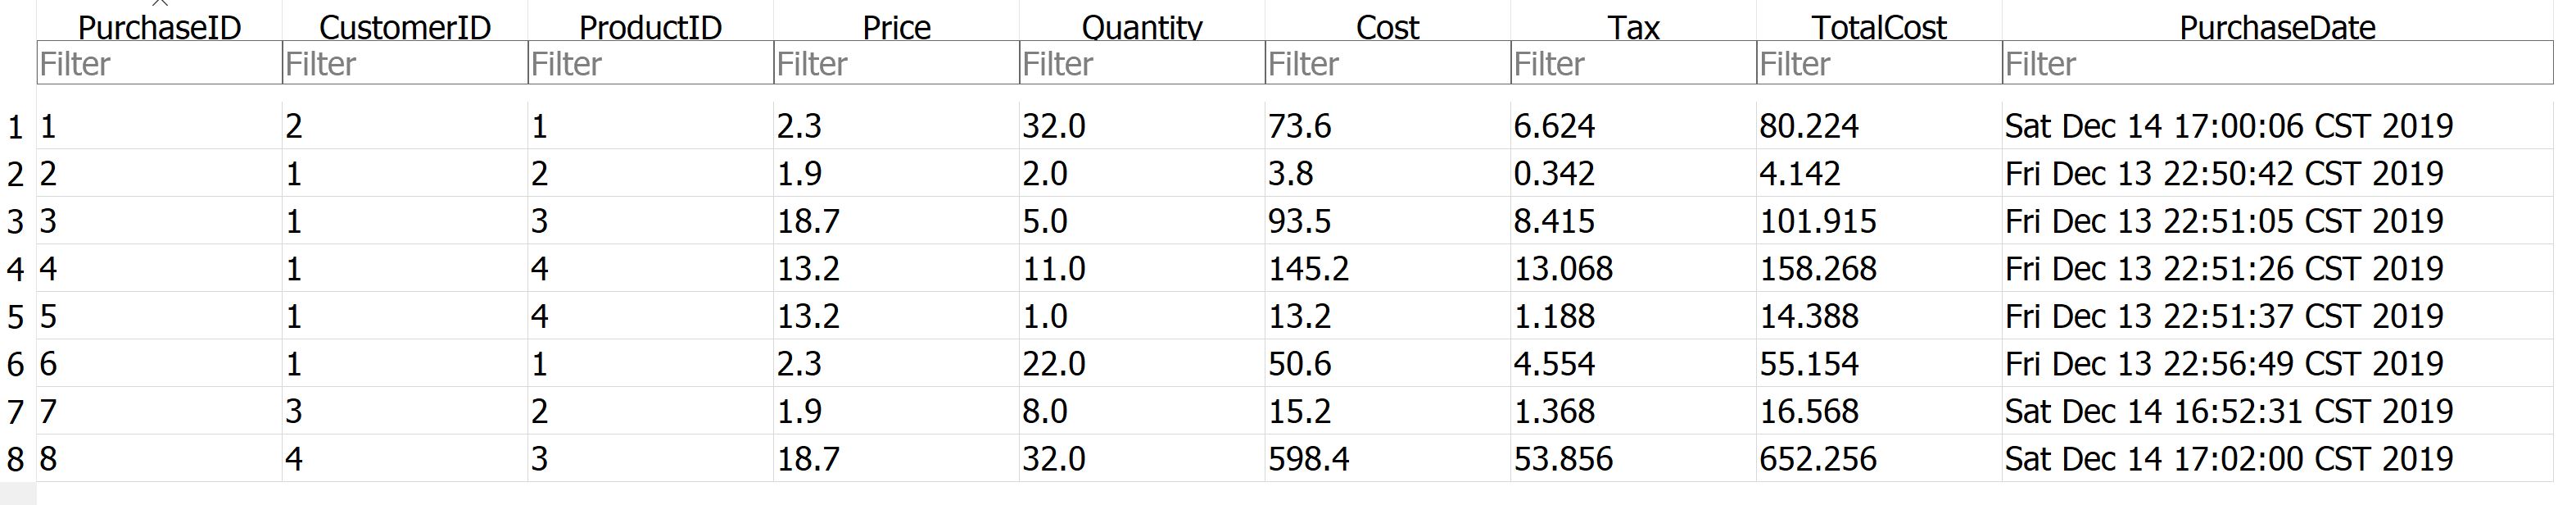 PurchaseID CustomerID ProductID Price Quantity Cost Tax TotalCost PurchaseDate
Filter Filter Filter Filter Filter Filter Filter Filter Filter
1 1 2 1 2.3 32.0 73.6 6.624 80.224 Sat Dec 14 17:00:06 CST 2019
2 2 1 2 1.9 2.0 3.8 0.342 4.142 Fri Dec 13 22:50:42 CST 2019
3 3 1 3 18.7 5.0 93.5 8.415 101.915 Fri Dec 13 22:51:05 CST 2019
4 4 1 4 13.2 11.0 145.2 13.068 158.268 Fri Dec 13 22:51:26 CST 2019
5 5 1 4 13.2 1.0 13.2 1.188 14.388 Fri Dec 13 22:51:37 CST 2019
6 6 1 1 2.3 22.0 50.6 4.554 55.154 Fri Dec 13 22:56:49 CST 2019
7 7 3 2 1.9 8.0 15.2 1.368 16.568 Sat Dec 14 16:52:31 CST 2019
8 8 4 3 18.7 32.0 598.4 53.856 652.256 Sat Dec 14 17:02:00 CST 2019